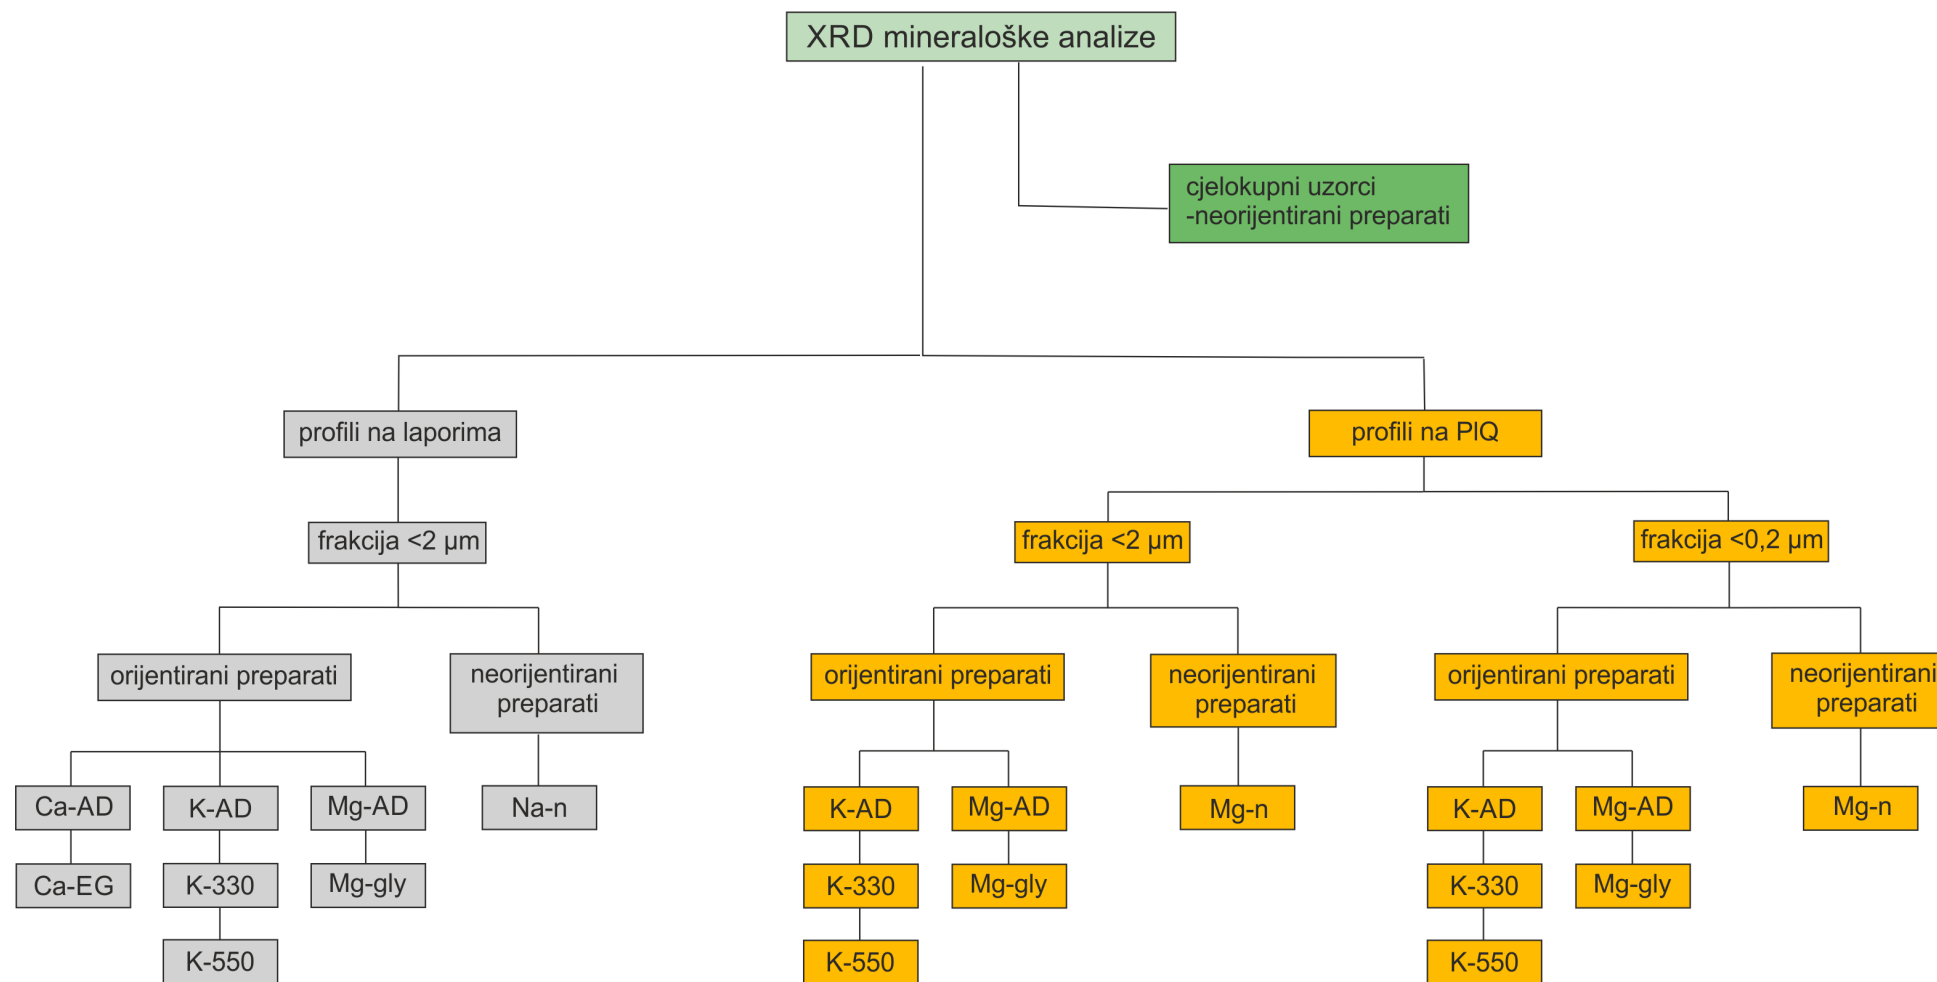 XRD mineraloške analize
cjelokupni uzorci
-neorijentirani preparati
profili na laporima
profili na PlQ
frakcija <2 µm
frakcija <2 µm
frakcija <0,2 µm
orijentirani preparati
neorijentirani
preparati
orijentirani preparati
neorijentirani
preparati
orijentirani preparati
neorijentirani
preparati
Ca-AD
K-AD
Mg-AD
Na-n
K-AD
Mg-AD
Mg-n
K-AD
Mg-AD
Mg-n
Ca-EG
K-330
Mg-gly
K-330
Mg-gly
K-330
Mg-gly
K-550
K-550
K-550